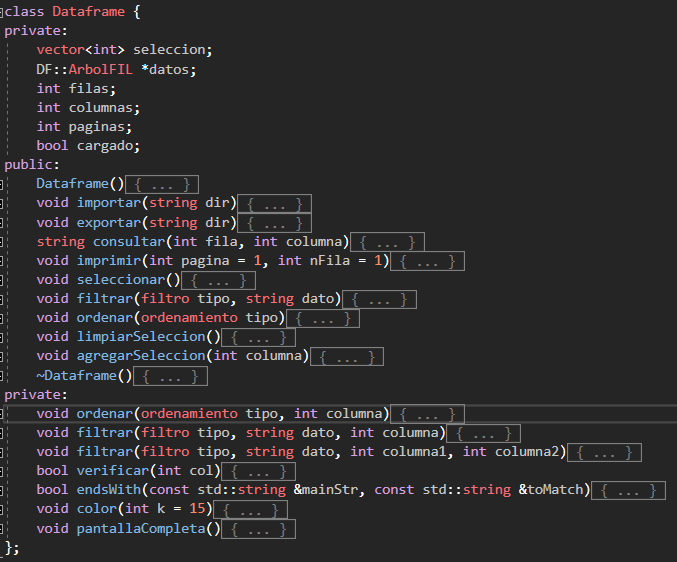 class Dataframe {
private:
    vector<int> seleccion;
    DF::ArbolFIL *datos;
    int filas;
    int columnas;
    int paginas;
    bool cargado;
public:
    Dataframe(){ ... }
    void importar(string dir){ ... }
    void exportar(string dir){ ... }
    string consultar(int fila, int columna){ ... }
    void imprimir(int pagina = 1, int nFila = 1){ ... }
    void seleccionar(){ ... }
    void filtrar(filtro tipo, string dato){ ... }
    void ordenar(ordenamiento tipo){ ... }
    void limpiarSeleccion(){ ... }
    void agregarSeleccion(int columna){ ... }
    ~Dataframe(){ ... }
private:
    void ordenar(ordenamiento tipo, int columna){ ... }
    void filtrar(filtro tipo, string dato, int columna){ ... }
    void filtrar(filtro tipo, string dato, int columna1, int columna2){ ... }
    bool verificar(int col){ ... }
    bool endsWith(const std::string &mainStr, const std::string &toMatch){ ... }
    void color(int k = 15){ ... }
    void pantallaCompleta(){ ... }
};